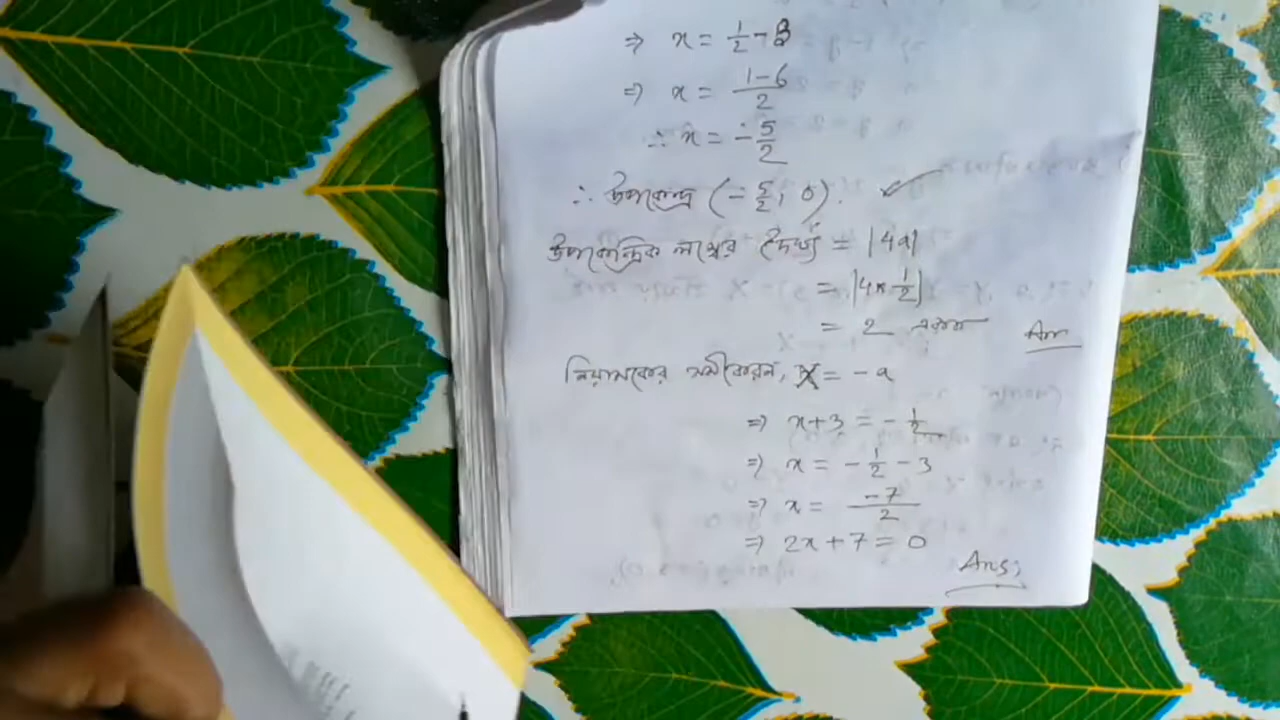 ⇒ x = 1/2 - 3
⇒ x = (1-6)/2
∴ x = -5/2
∴ উপকেন্দ্র (-5/2, 0).
উপকেন্দ্রিক লম্বের দৈর্ঘ্য = |4a|
= |4×1/2|
= 2 একক Ans
নিয়ামকের সমীকরন, X = -a
⇒ x+3 = -1/2
⇒ x = -1/2 - 3
⇒ x = -7/2
⇒ 2x+7=0
Ans: